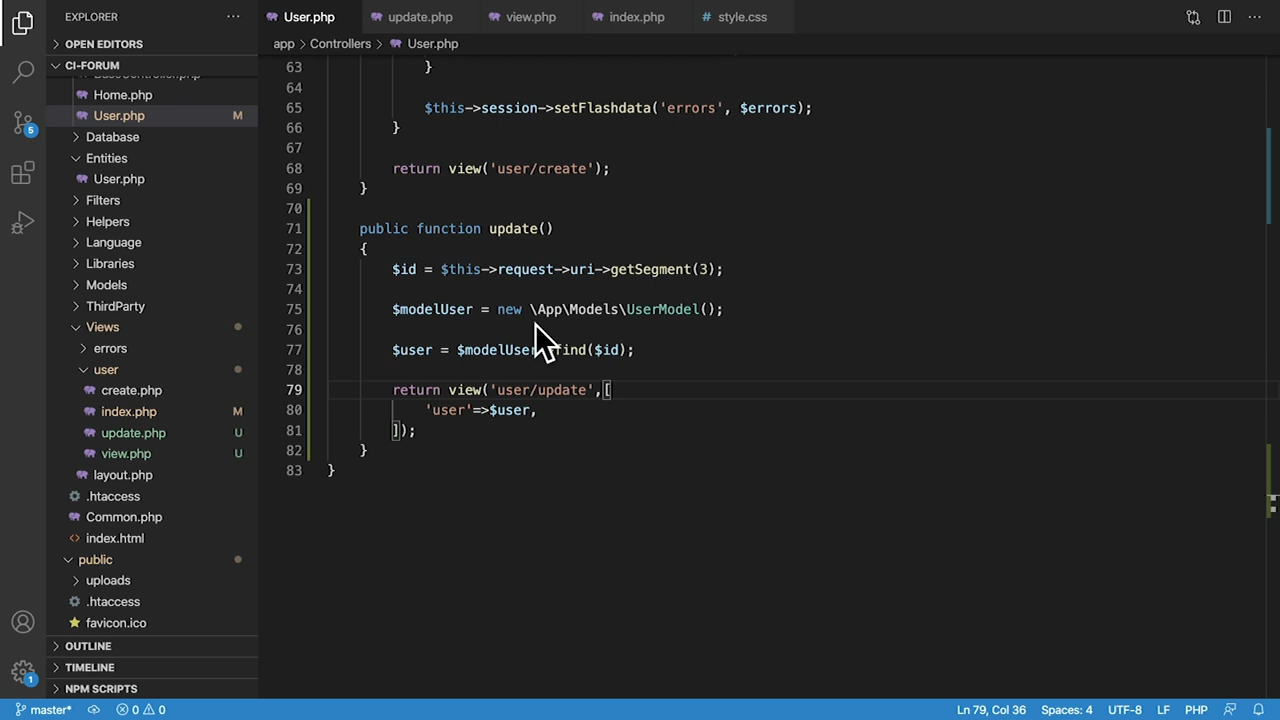 EXPLORER
User.php
update.php
view.php
index.php
# style.css
OPEN EDITORS
app > Controllers > User.php
CI-FORUM
BaseController.php
Home.php
User.php M
Database
Entities
User.php
Filters
Helpers
Language
Libraries
Models
ThirdParty
Views
errors
user
create.php
index.php M
update.php U
view.php U
layout.php
.htaccess
Common.php
<> index.html
public
uploads
.htaccess
favicon.ico
OUTLINE
TIMELINE
NPM SCRIPTS
63 }
64
65 $this->session->setFlashdata('errors', $errors);
66 }
67
68 return view('user/create');
69 }
70
71 public function update()
72 {
73 $id = $this->request->uri->getSegment(3);
74
75 $modelUser = new \App\Models\UserModel();
76
77 $user = $modelUser find($id);
78
79 return view('user/update',[
80 'user'=>$user,
81 ]);
82 }
83 }
5
1
master* 0 0
Ln 79, Col 36 Spaces: 4 UTF-8 LF PHP